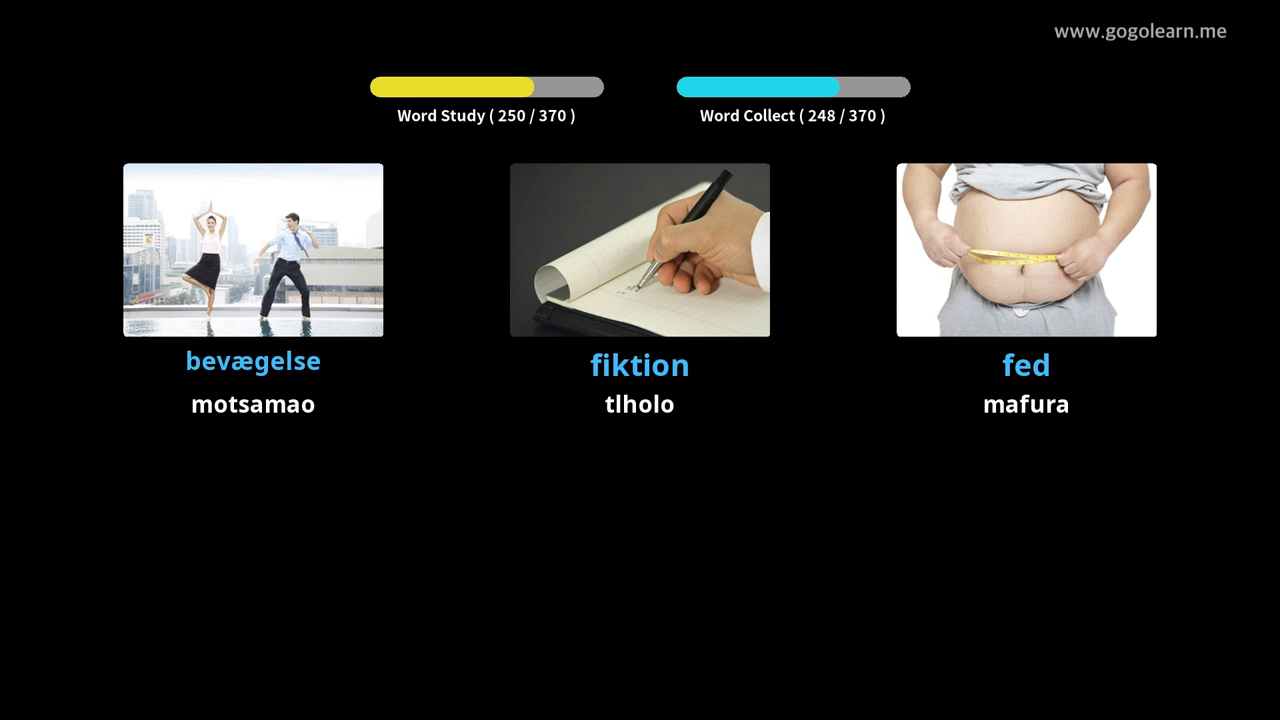 www.gogolearn.me
Word Study ( 250 / 370 )
Word Collect ( 248 / 370 )
bevægelse
motsamao
fiktion
tlholo
fed
mafura